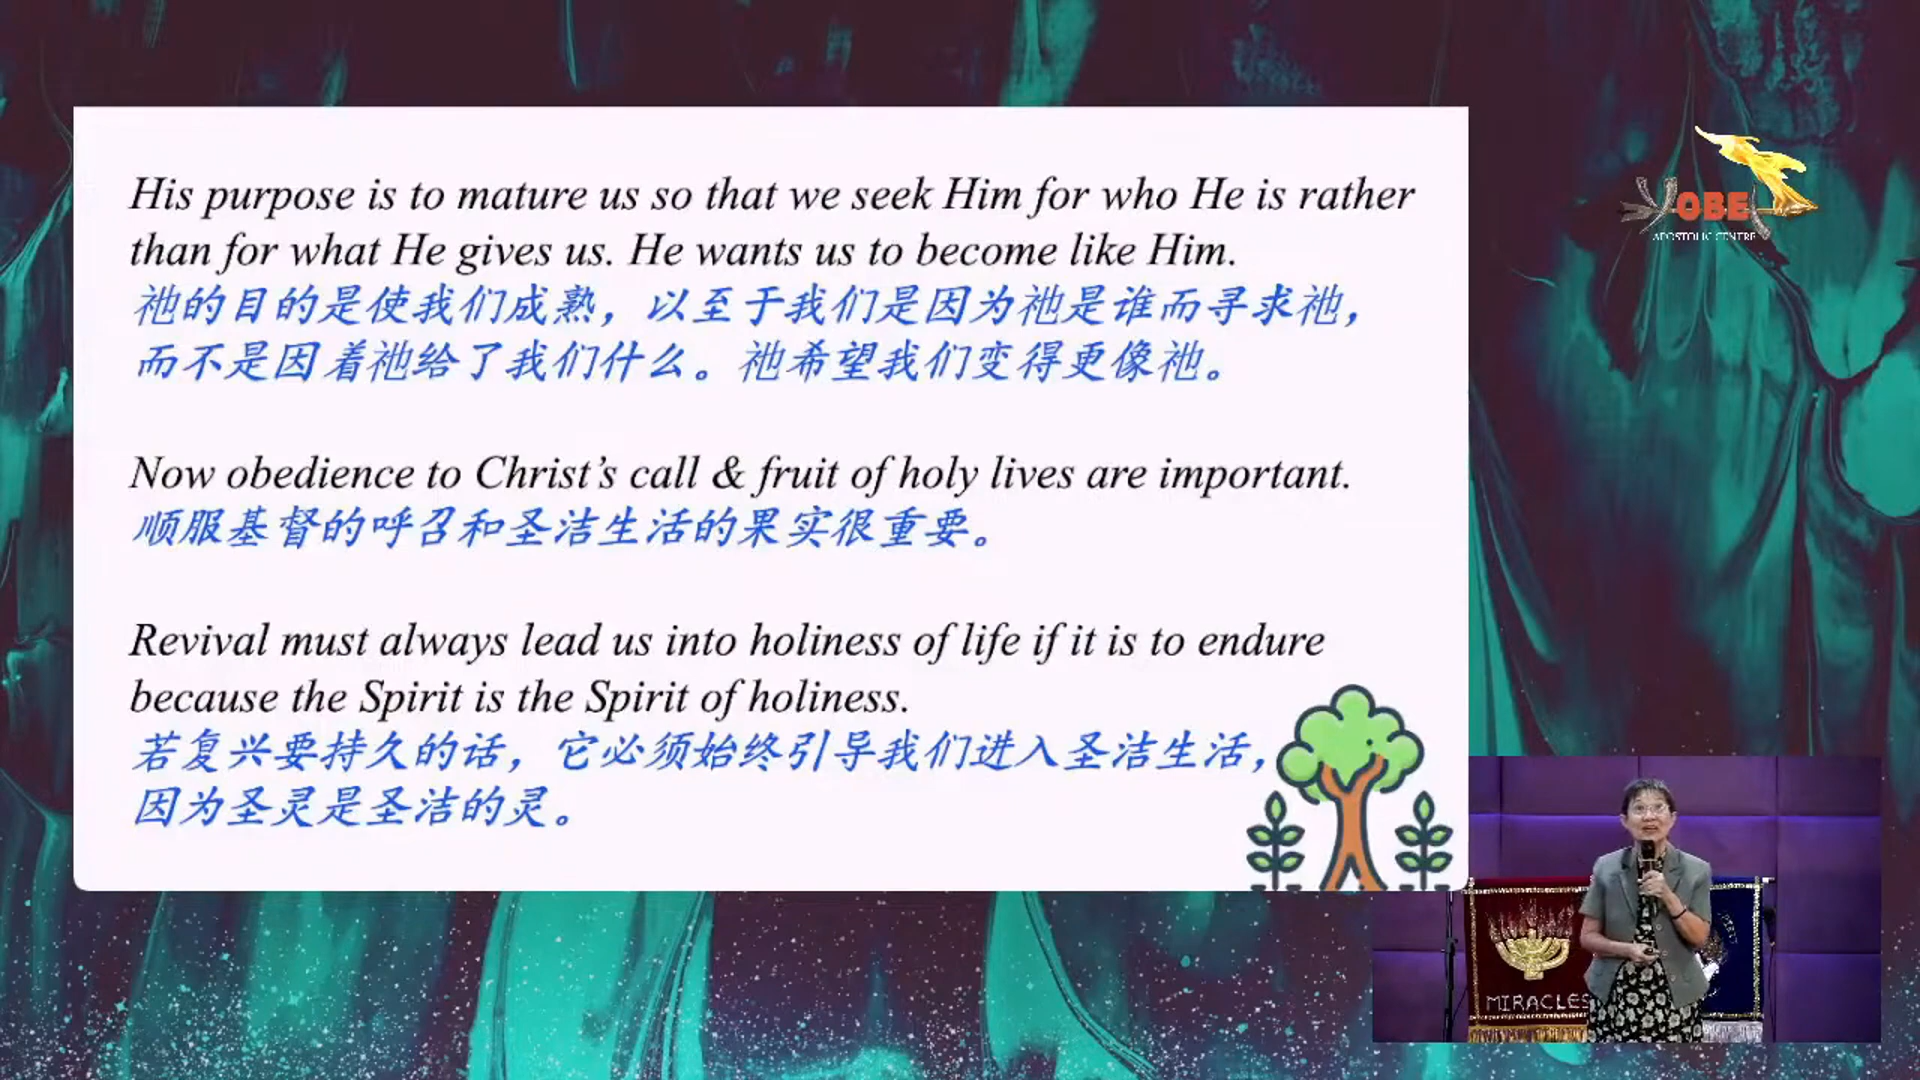 His purpose is to mature us so that we seek Him for who He is rather
than for what He gives us. He wants us to become like Him.
祂的目的是使我们成熟，以至于我们是因为祂是谁而寻求祂，
而不是因着祂给了我们什么。祂希望我们变得更像祂。
Now obedience to Christ’s call & fruit of holy lives are important.
顺服基督的呼召和圣洁生活的果实很重要。
Revival must always lead us into holiness of life if it is to endure
because the Spirit is the Spirit of holiness.
若复兴要持久的话，它必须始终引导我们进入圣洁生活，
因为圣灵是圣洁的灵。
YOBEL
APOSTOLIC CENTRE
MIRACLES